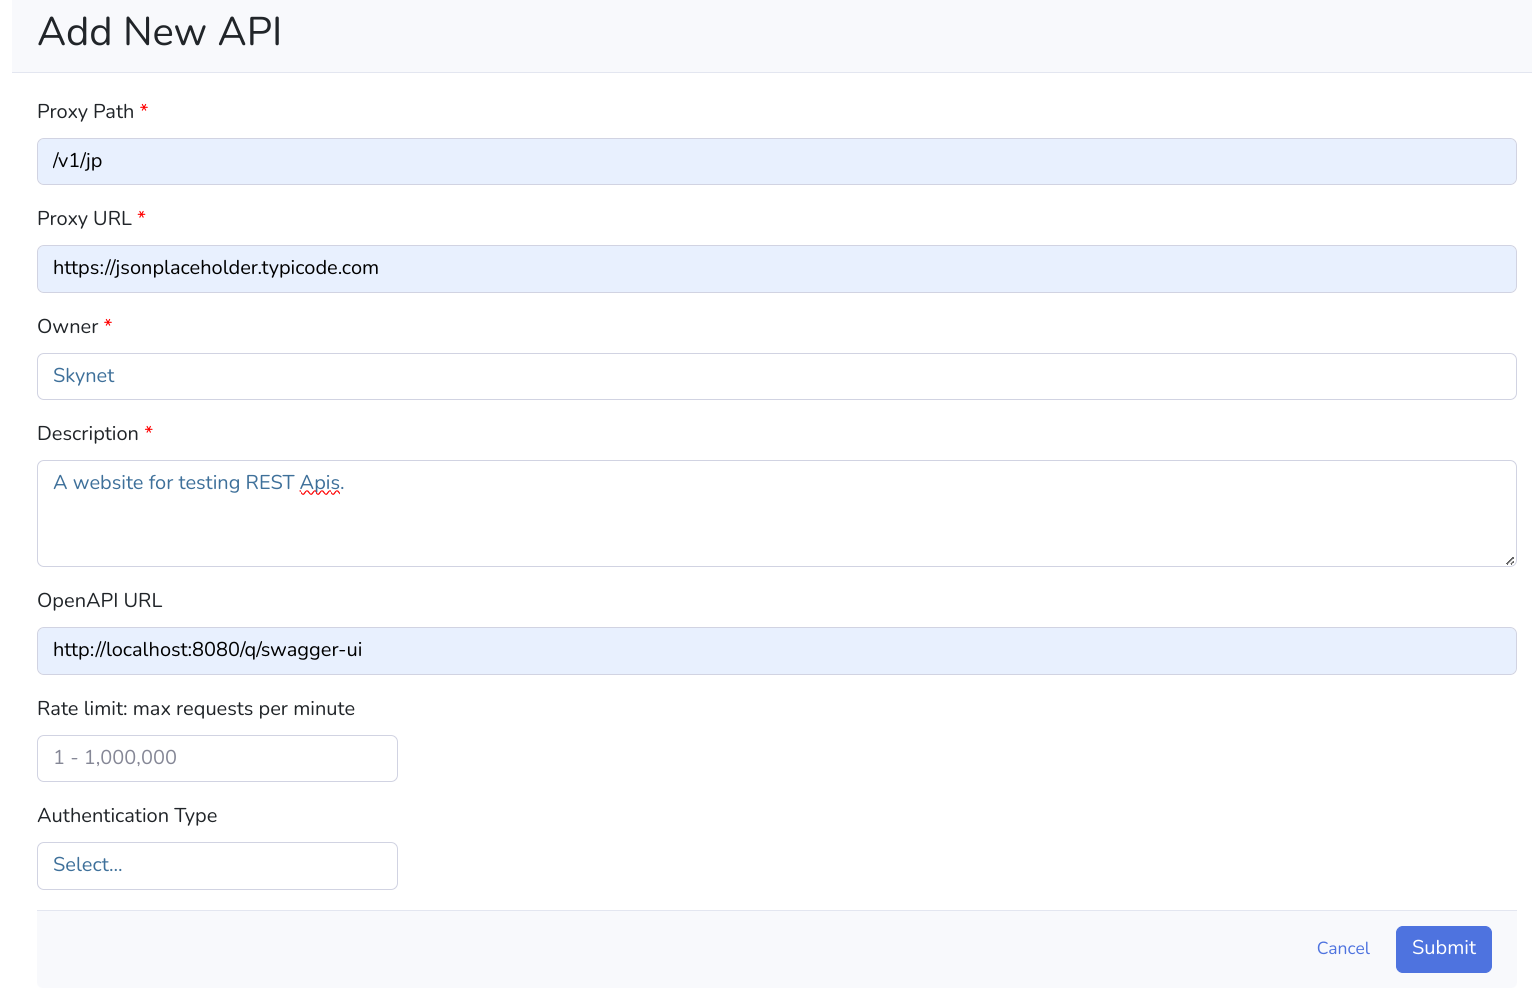 Add New API
Proxy Path *
/v1/jp
Proxy URL *
https://jsonplaceholder.typicode.com
Owner *
Skynet
Description *
A website for testing REST Apis.
OpenAPI URL
http://localhost:8080/q/swagger-ui
Rate limit: max requests per minute
1 - 1,000,000
Authentication Type
Select...
Cancel Submit